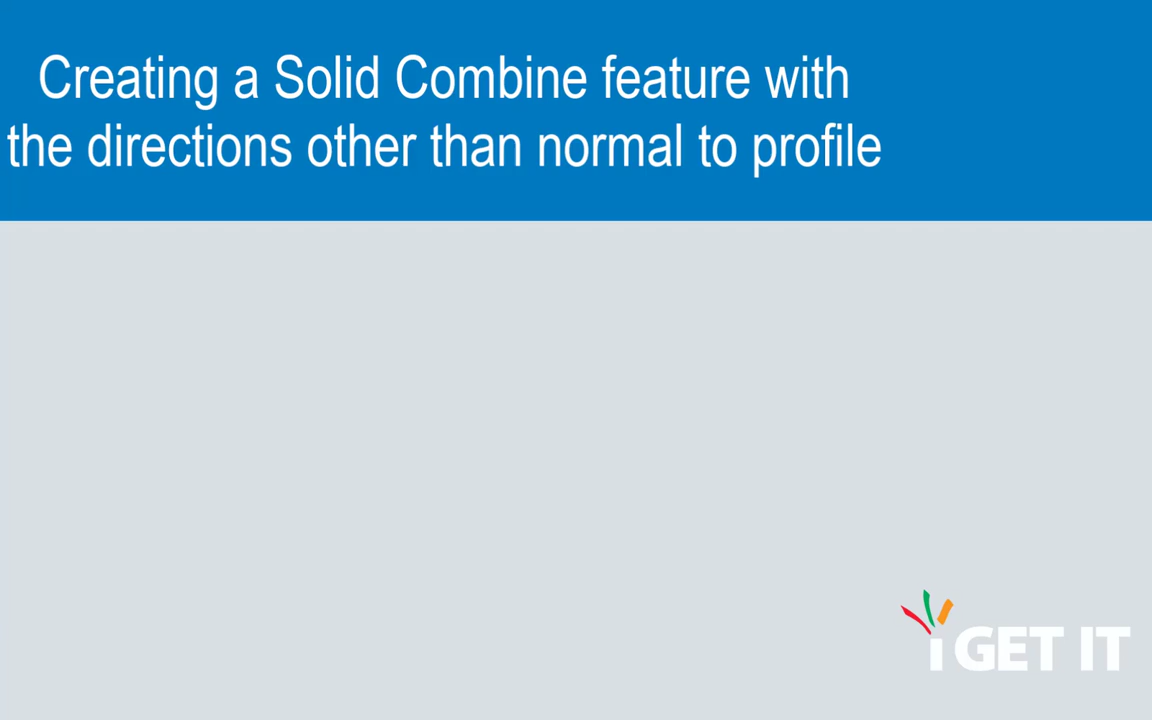 Creating a Solid Combine feature with
the directions other than normal to profile
i GET IT